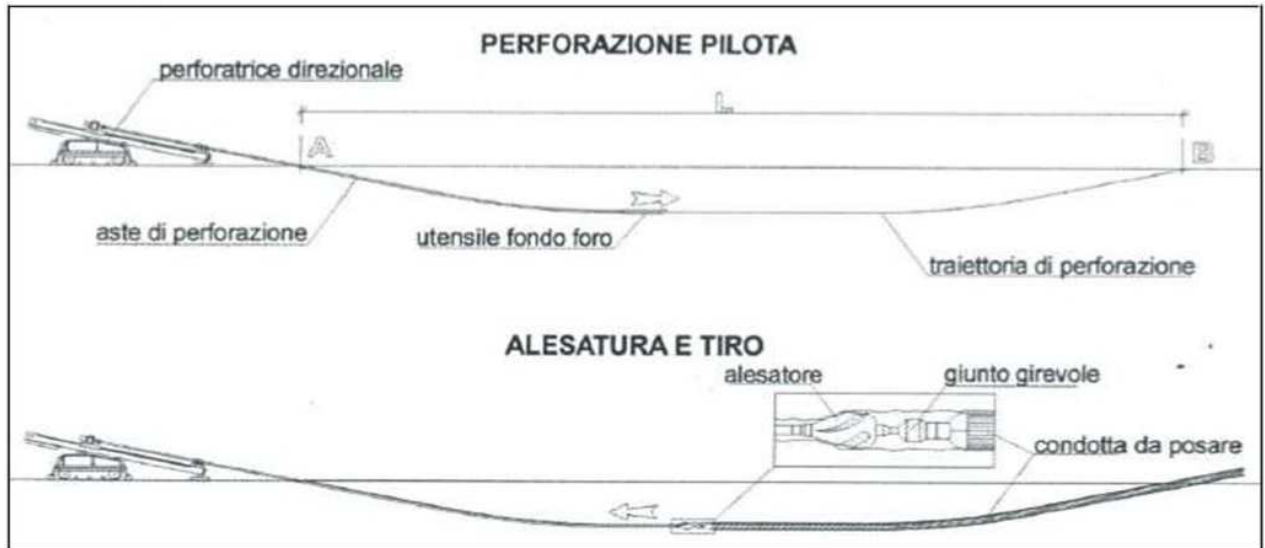 PERFORAZIONE PILOTA
perforatrice direzionale
L
A
B
aste di perforazione
utensile fondo foro
traiettoria di perforazione
ALESATURA E TIRO
alesatore
giunto girevole
condotta da posare